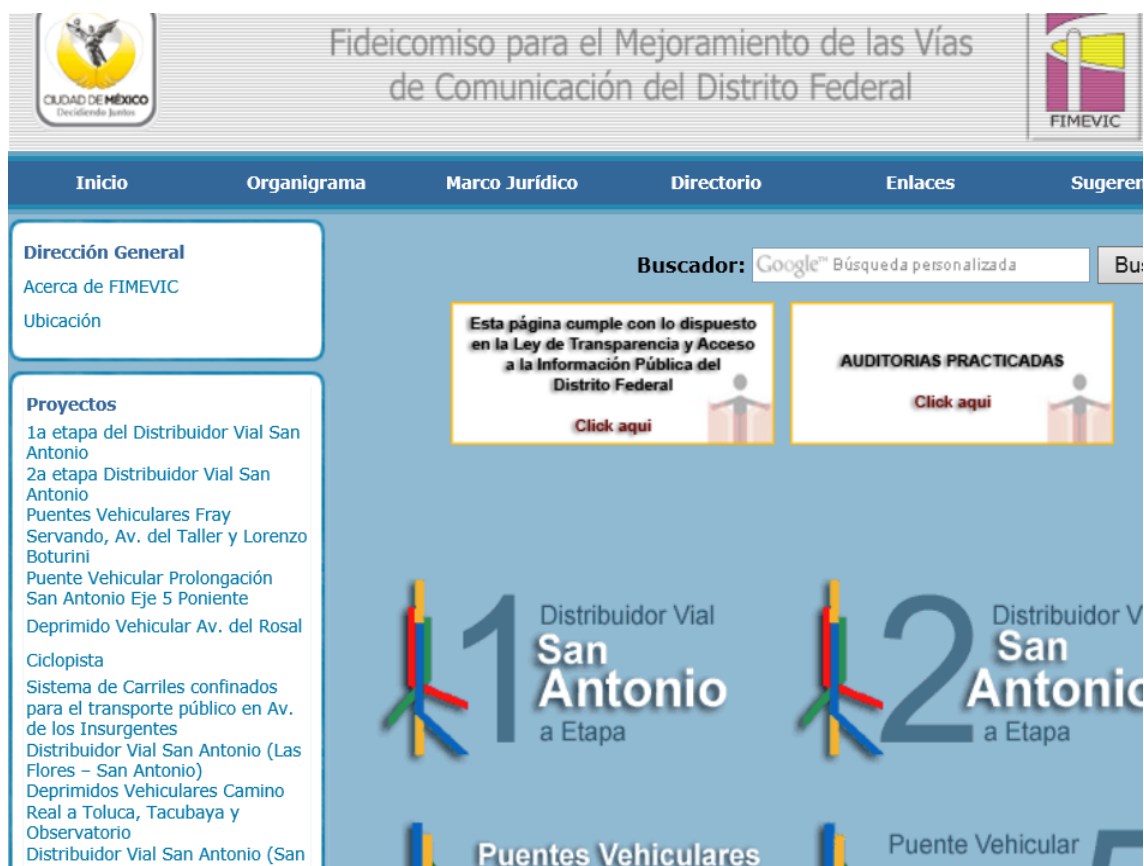 CIUDAD DE MÉXICO
Decidiendo Juntos
Fideicomiso para el Mejoramiento de las Vías
de Comunicación del Distrito Federal
FIMEVIC
Inicio Organigrama Marco Jurídico Directorio Enlaces Sugeren
Dirección General
Acerca de FIMEVIC
Ubicación
Buscador: Google™ Búsqueda personalizada Bus
Esta página cumple con lo dispuesto
en la Ley de Transparencia y Acceso
a la Información Pública del
Distrito Federal
Click aqui
AUDITORIAS PRACTICADAS
Click aqui
Proyectos
1a etapa del Distribuidor Vial San
Antonio
2a etapa Distribuidor Vial San
Antonio
Puentes Vehiculares Fray
Servando, Av. del Taller y Lorenzo
Boturini
Puente Vehicular Prolongación
San Antonio Eje 5 Poniente
Deprimido Vehicular Av. del Rosal
Ciclopista
Sistema de Carriles confinados
para el transporte público en Av.
de los Insurgentes
Distribuidor Vial San Antonio (Las
Flores – San Antonio)
Deprimidos Vehiculares Camino
Real a Toluca, Tacubaya y
Observatorio
Distribuidor Vial San Antonio (San
1 Distribuidor Vial
San
Antonio
a Etapa
2 Distribuidor V
San
Antonio
a Etapa
Puentes Vehiculares
Puente Vehicular